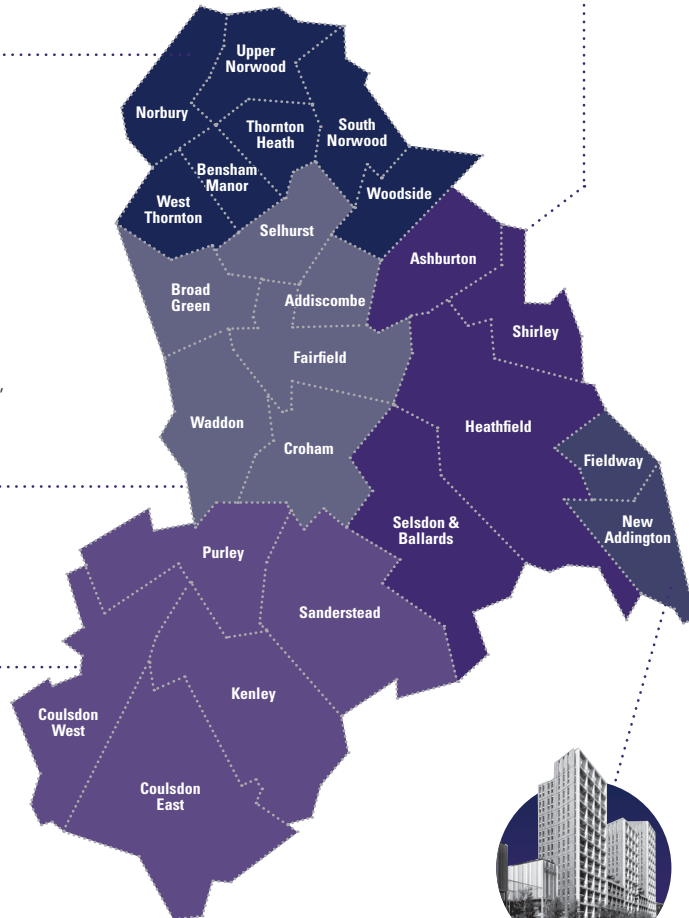 Upper
Norwood
Norbury
Thornton
Heath
South
Norwood
Bensham
Manor
West
Thornton
Woodside
Selhurst
Ashburton
Broad
Green
Addiscombe
Shirley
Fairfield
,
Waddon
Heathfield
Croham
Fieldway
Selsdon &
Ballards
New
Addington
Purley
Sanderstead
Kenley
Coulsdon
West
Coulsdon
East